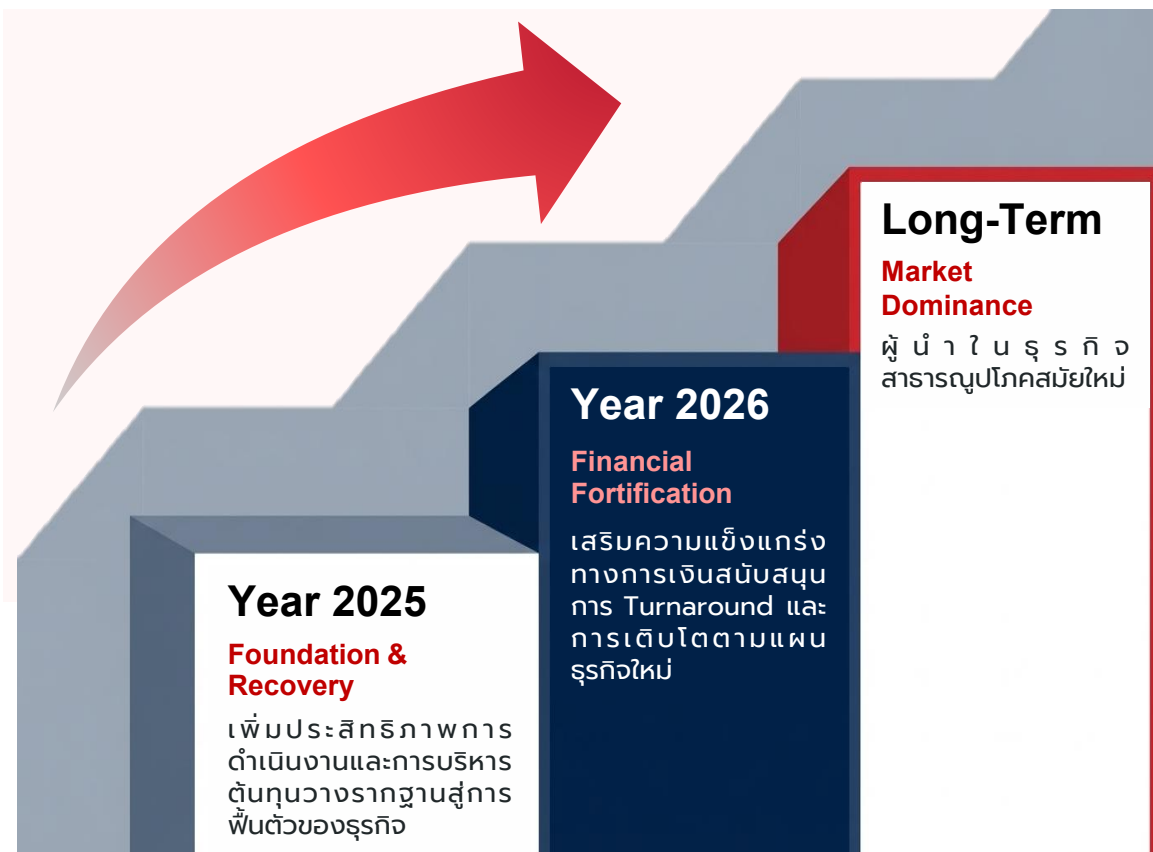 Year 2025
Foundation &
Recovery
เพิ่มประสิทธิภาพการ
ดำเนินงานและการบริหาร
ต้นทุนวางรากฐานสู่การ
ฟื้นตัวของธุรกิจ
Year 2026
Financial
Fortification
เสริมความแข็งแกร่ง
ทางการเงินสนับสนุน
การ Turnaround และ
การเติบโตตามแผน
ธุรกิจใหม่
Long-Term
Market
Dominance
ผู้นำในธุรกิจ
สาธารณูปโภคสมัยใหม่